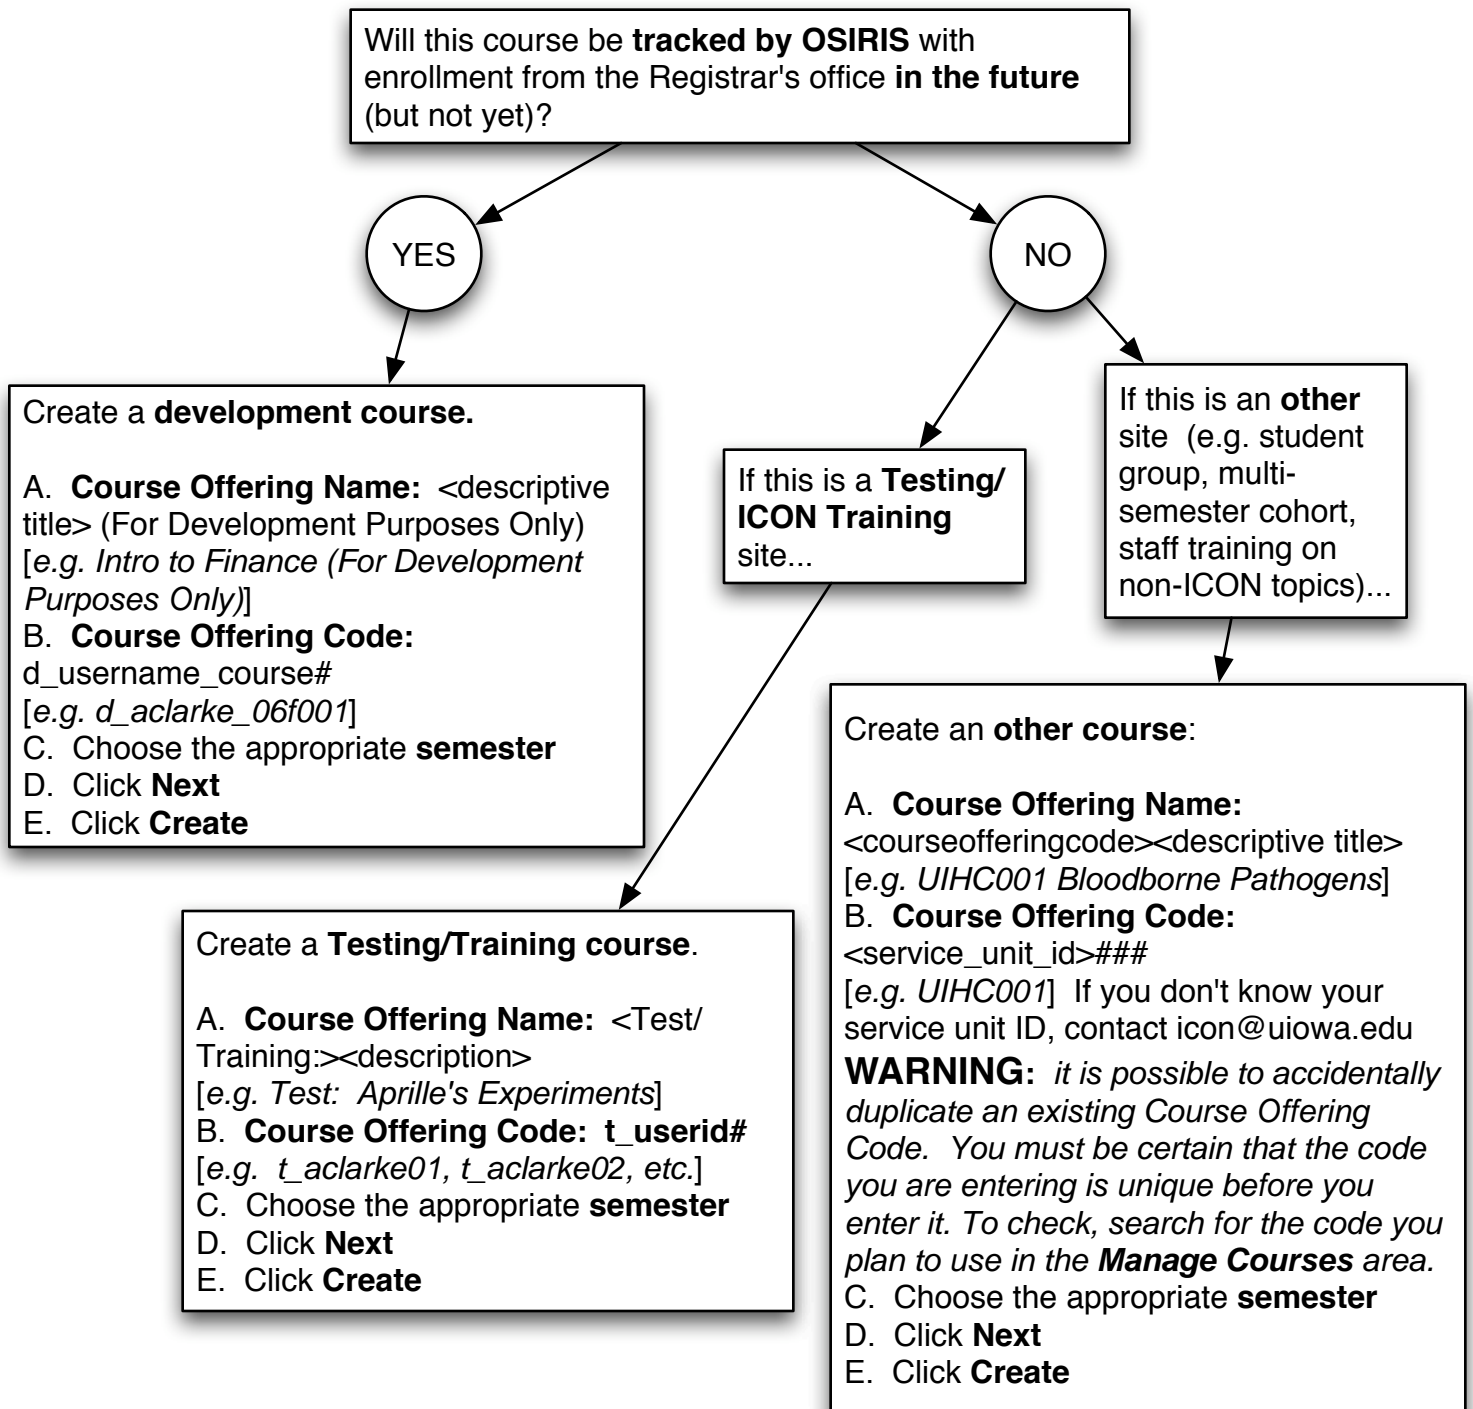 Will this course be tracked by OSIRIS with
enrollment from the Registrar's office in the future
(but not yet)?
YES
NO
Create a development course.
A.  Course Offering Name:  <descriptive
title> (For Development Purposes Only)
[e.g. Intro to Finance (For Development
Purposes Only)]
B.  Course Offering Code:
d_username_course#
[e.g. d_aclarke_06f001]
C.  Choose the appropriate semester
D.  Click Next
E.  Click Create
If this is a Testing/
ICON Training
site...
If this is an other
site  (e.g. student
group, multi-
semester cohort,
staff training on
non-ICON topics)...
Create a Testing/Training course.
A.  Course Offering Name:  <Test/
Training:><description>
[e.g. Test:  Aprille's Experiments]
B.  Course Offering Code:  t_userid#
[e.g.  t_aclarke01, t_aclarke02, etc.]
C.  Choose the appropriate semester
D.  Click Next
E.  Click Create
Create an other course:
A.  Course Offering Name:
<courseofferingcode><descriptive title>
[e.g. UIHC001 Bloodborne Pathogens]
B.  Course Offering Code:
<service_unit_id>###
[e.g. UIHC001]  If you don't know your
service unit ID, contact icon@uiowa.edu
WARNING:  it is possible to accidentally
duplicate an existing Course Offering
Code.  You must be certain that the code
you are entering is unique before you
enter it. To check, search for the code you
plan to use in the Manage Courses area.
C.  Choose the appropriate semester
D.  Click Next
E.  Click Create